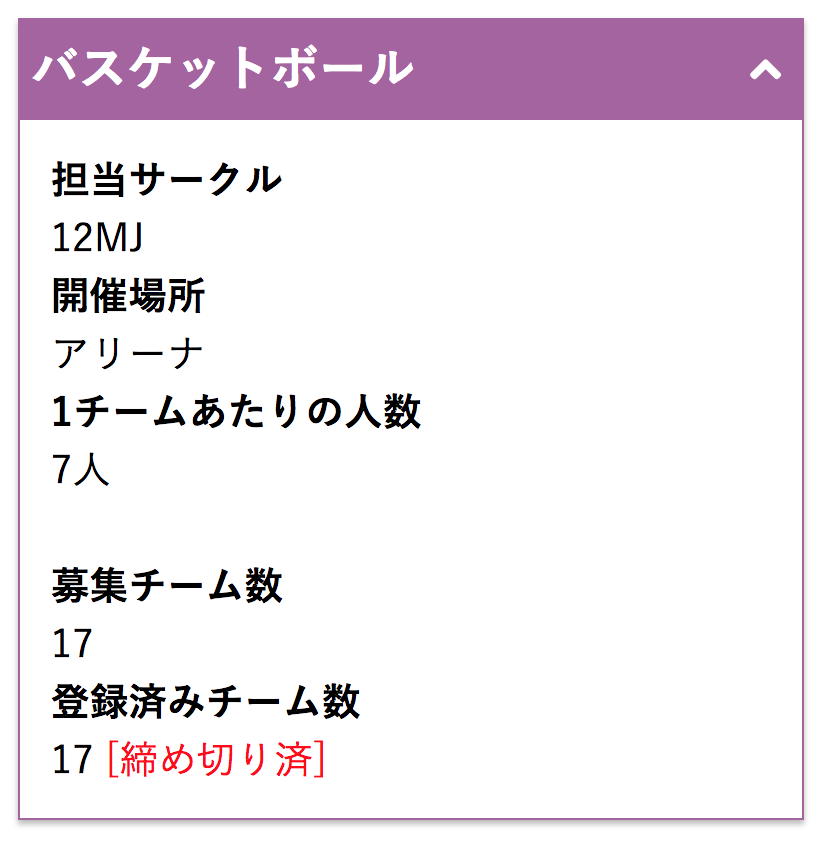 バスケットボール
担当サークル
12MJ
開催場所
アリーナ
1チームあたりの人数
7人
募集チーム数
17
登録済みチーム数
17 [締め切り済]